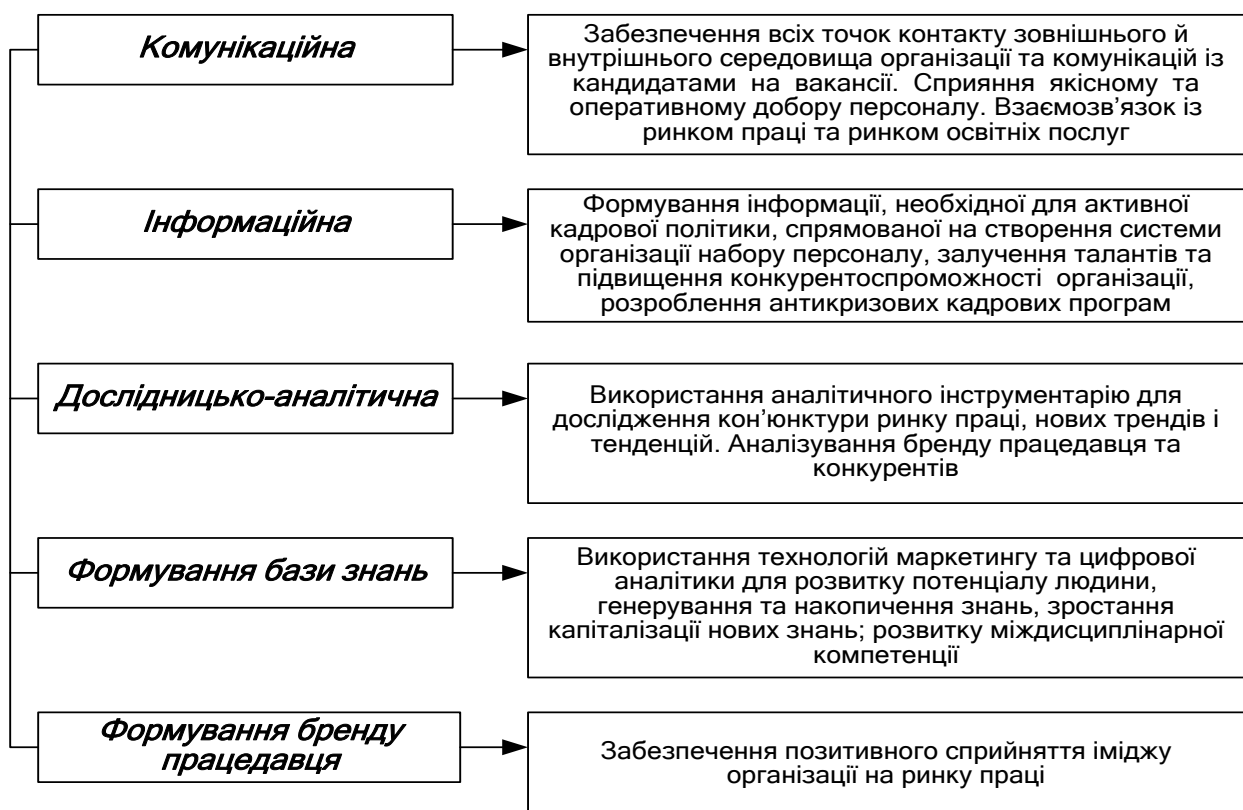 Комунікаційна
Забезпечення всіх точок контакту зовнішнього й
внутрішнього середовища організації та комунікацій із
кандидатами на вакансії. Сприяння якісному та
оперативному добору персоналу. Взаємозв’язок із
ринком праці та ринком освітніх послуг
Інформаційна
Формування інформації, необхідної для активної
кадрової політики, спрямованої на створення системи
організації набору персоналу, залучення талантів та
підвищення конкурентоспроможності організації,
розроблення антикризових кадрових програм
Дослідницько-аналітична
Використання аналітичного інструментарію для
дослідження кон’юнктури ринку праці, нових трендів і
тенденцій. Аналізування бренду працедавця та
конкурентів
Формування бази знань
Використання технологій маркетингу та цифрової
аналітики для розвитку потенціалу людини,
генерування та накопичення знань, зростання
капіталізації нових знань; розвитку міждисциплінарної
компетенції
Формування бренду
працедавця
Забезпечення позитивного сприйняття іміджу
організації на ринку праці